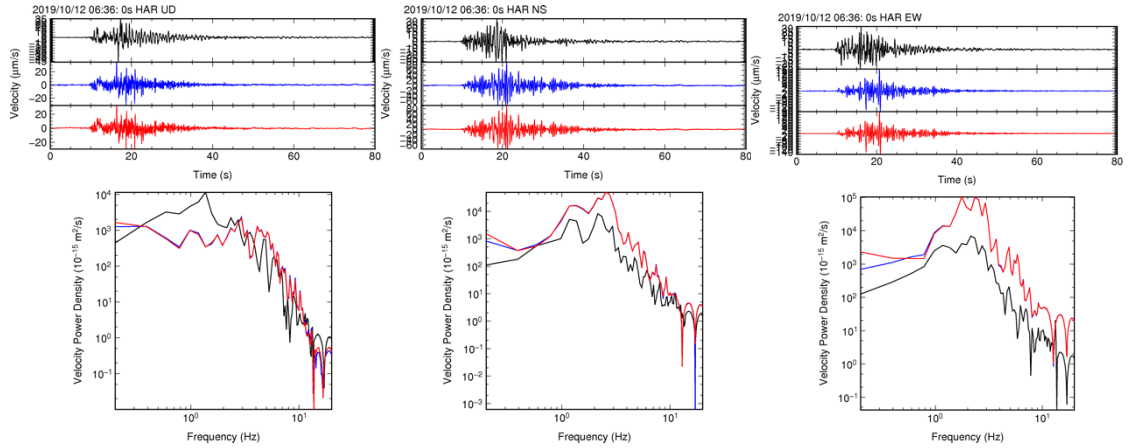 2019/10/12 06:36: 0s HAR UD
2019/10/12 06:36: 0s HAR NS
2019/10/12 06:36: 0s HAR EW
Velocity (μm/s)
20
0
−20
20
0
−20
0 20 40 60 80
Time (s)
Velocity (μm/s)
0 20 40 60 80
Time (s)
Velocity (μm/s)
0 20 40 60 80
Time (s)
Velocity Power Density (10⁻¹⁵ m²/s)
10⁴
10³
10²
10¹
10⁰
10⁻¹
10⁰ 10¹
Frequency (Hz)
Velocity Power Density (10⁻¹⁵ m²/s)
10⁴
10³
10²
10¹
10⁰
10⁻¹
10⁻²
10⁻³
10⁰ 10¹
Frequency (Hz)
Velocity Power Density (10⁻¹⁵ m²/s)
10⁵
10⁴
10³
10²
10¹
10⁰
10⁻¹
10⁰ 10¹
Frequency (Hz)